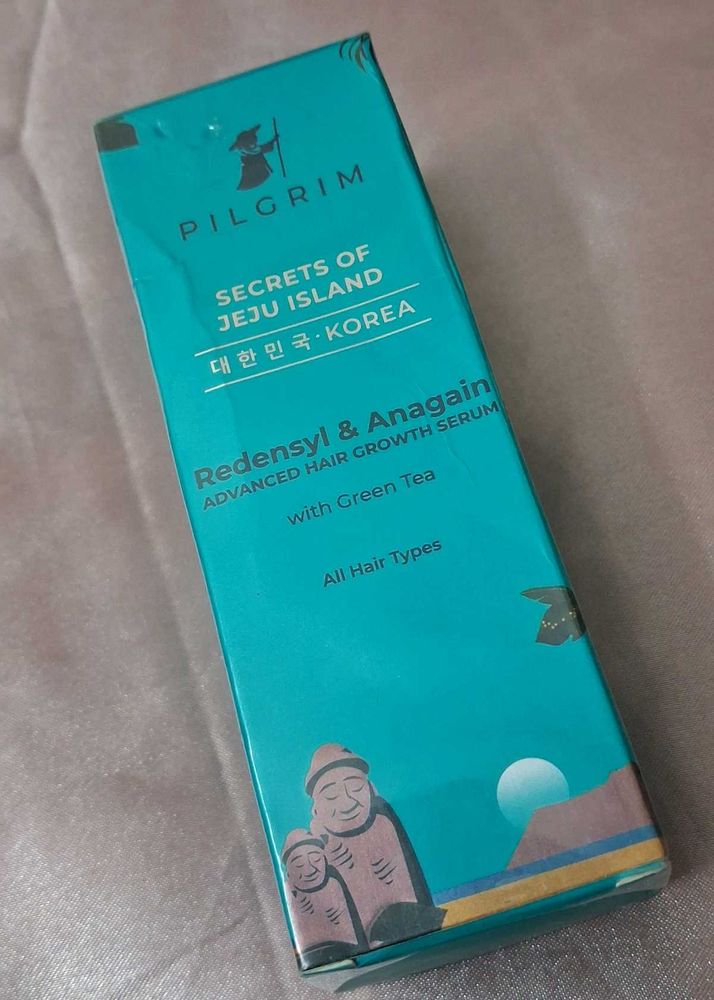 PILGRIM
SECRETS OF
JEJU ISLAND
대한민국·KOREA
Redensyl & Anagain
ADVANCED HAIR GROWTH SERUM
with Green Tea
All Hair Types